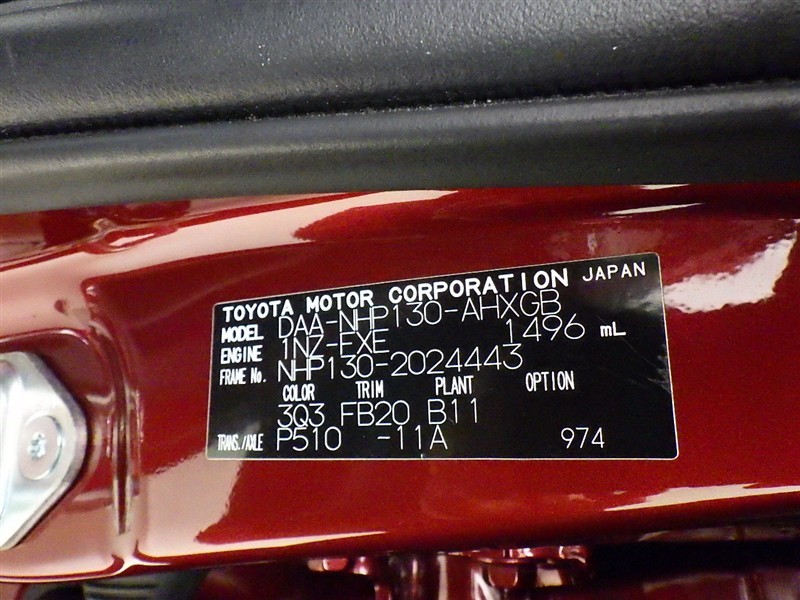 TOYOTA MOTOR CORPORATION JAPAN
MODEL DAA-NHP130-AHXGB
ENGINE 1NZ-EXE 1496 mL
FRAME No. NHP130-2024443
COLOR TRIM PLANT OPTION
3Q3 FB20 B11
TRANS./AXLE P510 -11A 974